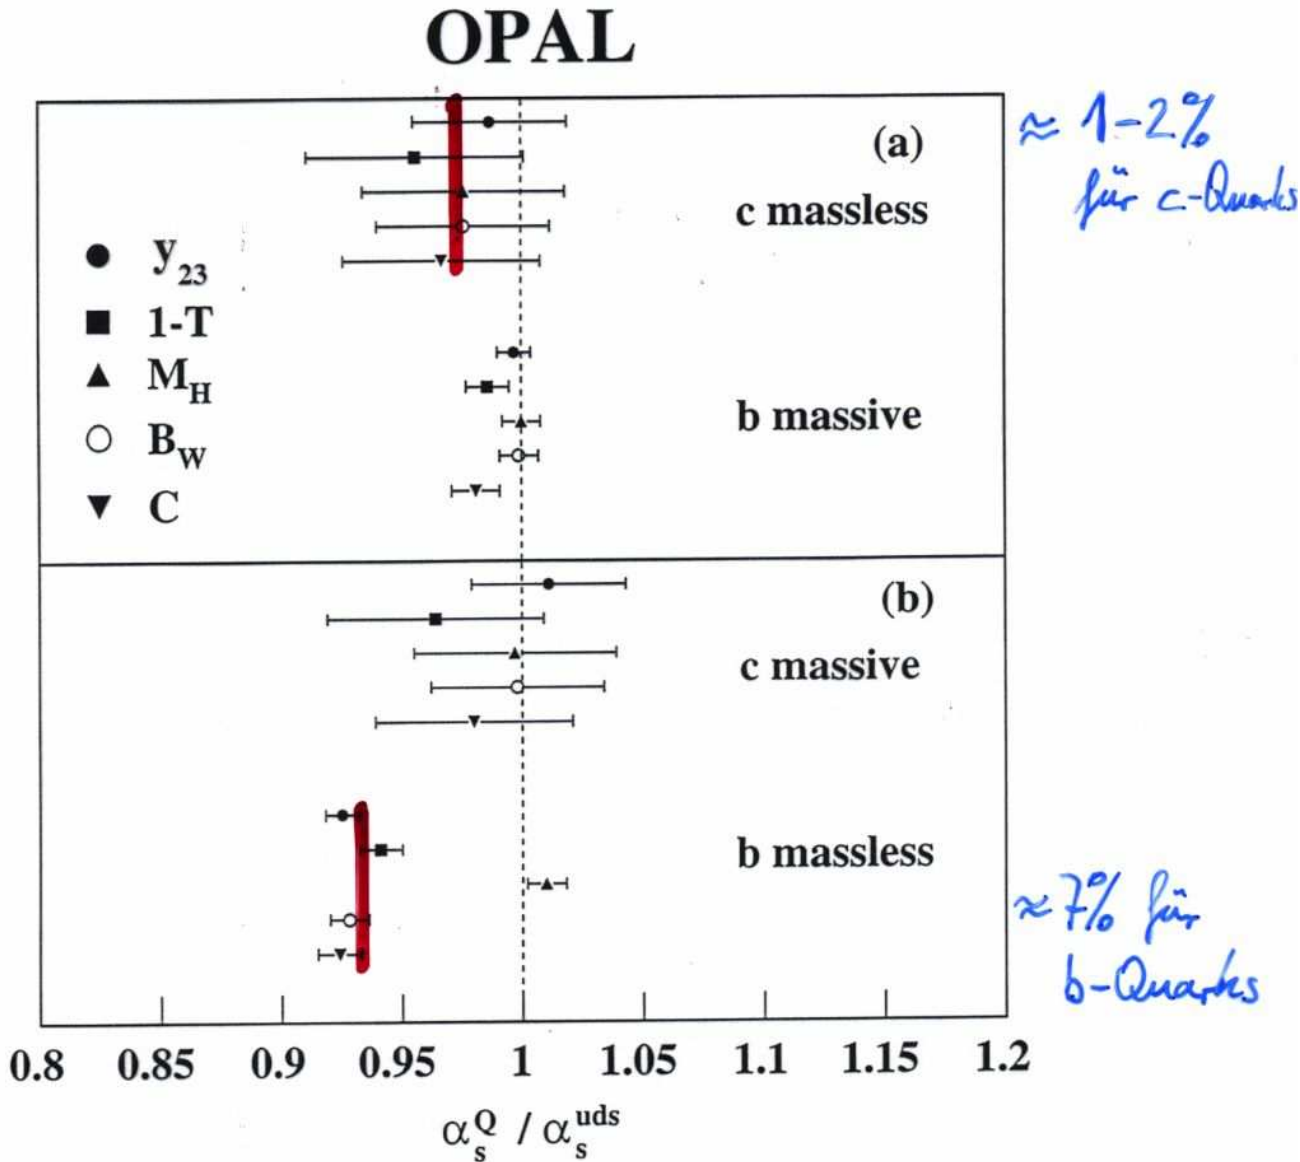 OPAL
(a)
≈ 1-2%
für c-Quarks
c massless
y23
1-T
MH
BW
C
b massive
(b)
c massive
b massless
≈ 7% für
b-Quarks
0.8 0.85 0.9 0.95 1 1.05 1.1 1.15 1.2
αsQ / αsuds